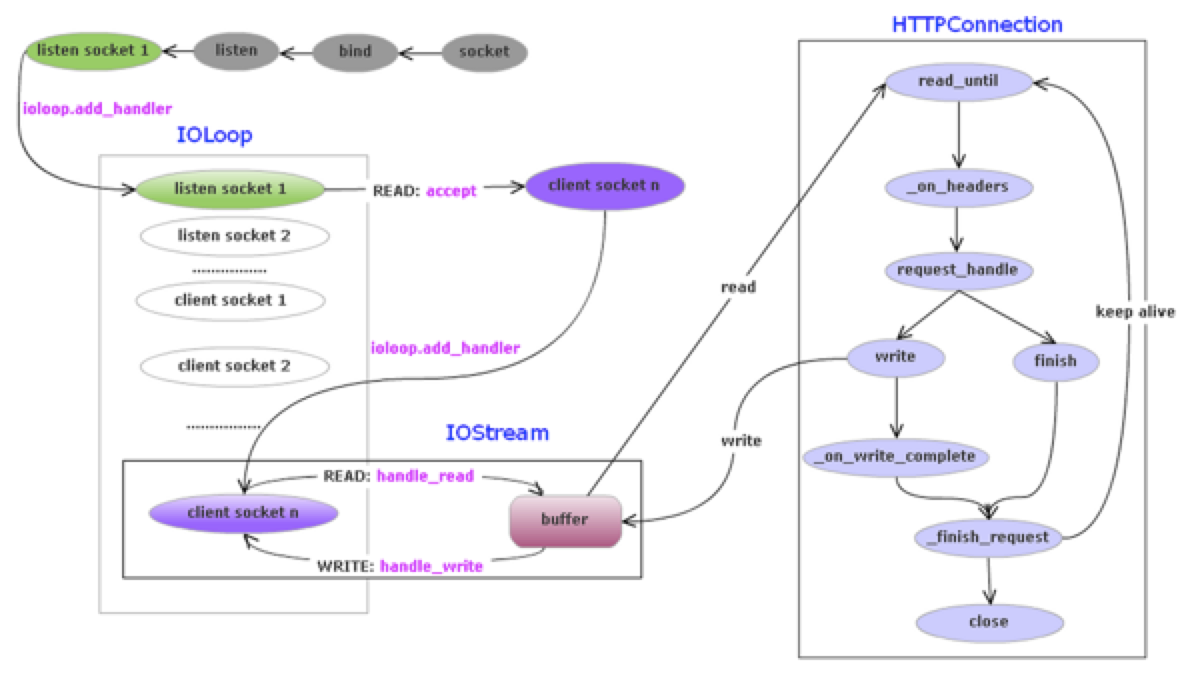 HTTPConnection
listen socket 1
listen
bind
socket
ioloop.add_handler
IOLoop
listen socket 1
READ: accept
client socket n
listen socket 2
....................
client socket 1
ioloop.add_handler
client socket 2
....................
IOStream
READ: handle_read
client socket n
buffer
WRITE: handle_write
read
write
read_until
_on_headers
request_handle
keep alive
write
finish
_on_write_complete
_finish_request
close